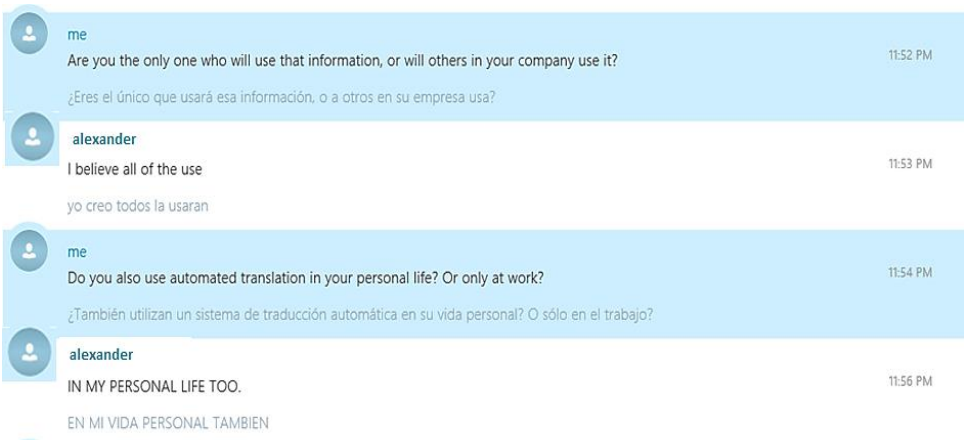 me
Are you the only one who will use that information, or will others in your company use it?
11:52 PM
¿Eres el único que usará esa información, o a otros en su empresa usa?
alexander
I believe all of the use
11:53 PM
yo creo todos la usaran
me
Do you also use automated translation in your personal life? Or only at work?
11:54 PM
¿También utilizan un sistema de traducción automática en su vida personal? O sólo en el trabajo?
alexander
IN MY PERSONAL LIFE TOO.
11:56 PM
EN MI VIDA PERSONAL TAMBIEN